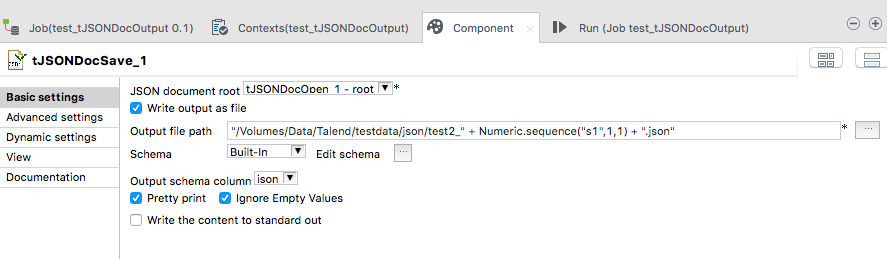 Job(test_tJSONDocOutput 0.1)
Contexts(test_tJSONDocOutput)
Component
Run (Job test_tJSONDocOutput)
tJSONDocSave_1
Basic settings
Advanced settings
Dynamic settings
View
Documentation
JSON document root tJSONDocOpen_1 - root *
Write output as file
Output file path "/Volumes/Data/Talend/testdata/json/test2_" + Numeric.sequence("s1",1,1) + ".json" * ...
Schema Built-In Edit schema ...
Output schema column json
Pretty print Ignore Empty Values
Write the content to standard out